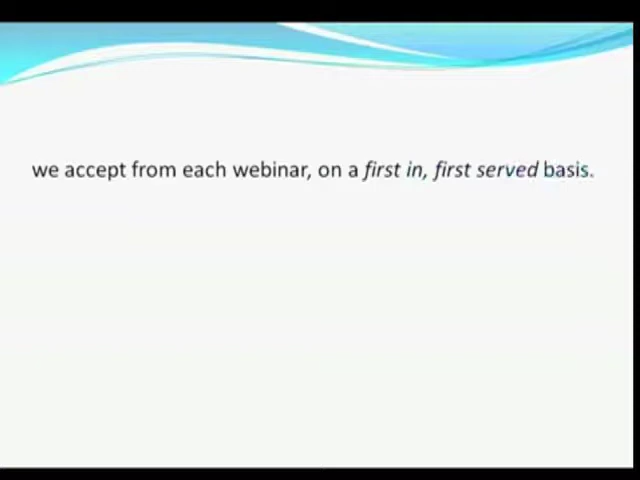 we accept from each webinar, on a first in, first served basis.